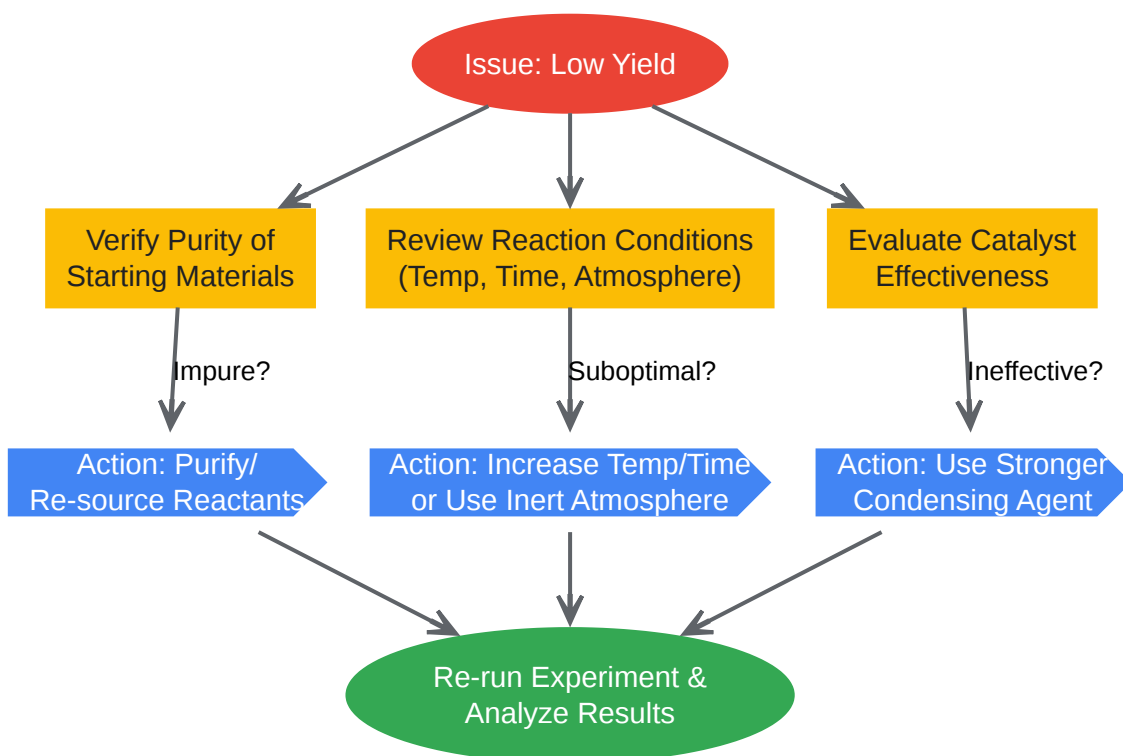 Issue: Low Yield
Verify Purity of
Starting Materials
Review Reaction Conditions
(Temp, Time, Atmosphere)
Evaluate Catalyst
Effectiveness
Impure?
Suboptimal?
Ineffective?
Action: Purify/
Re-source Reactants
Action: Increase Temp/Time
or Use Inert Atmosphere
Action: Use Stronger
Condensing Agent
Re-run Experiment &
Analyze Results